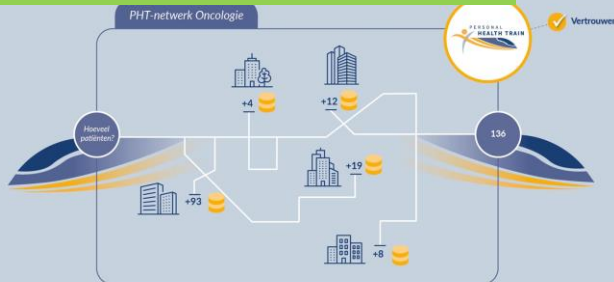 PHT-netwerk Oncologie
PERSONAL
HEALTH TRAIN
Vertrouwen
+4
+12
Hoeveel
patiënten?
136
+19
+93
+8